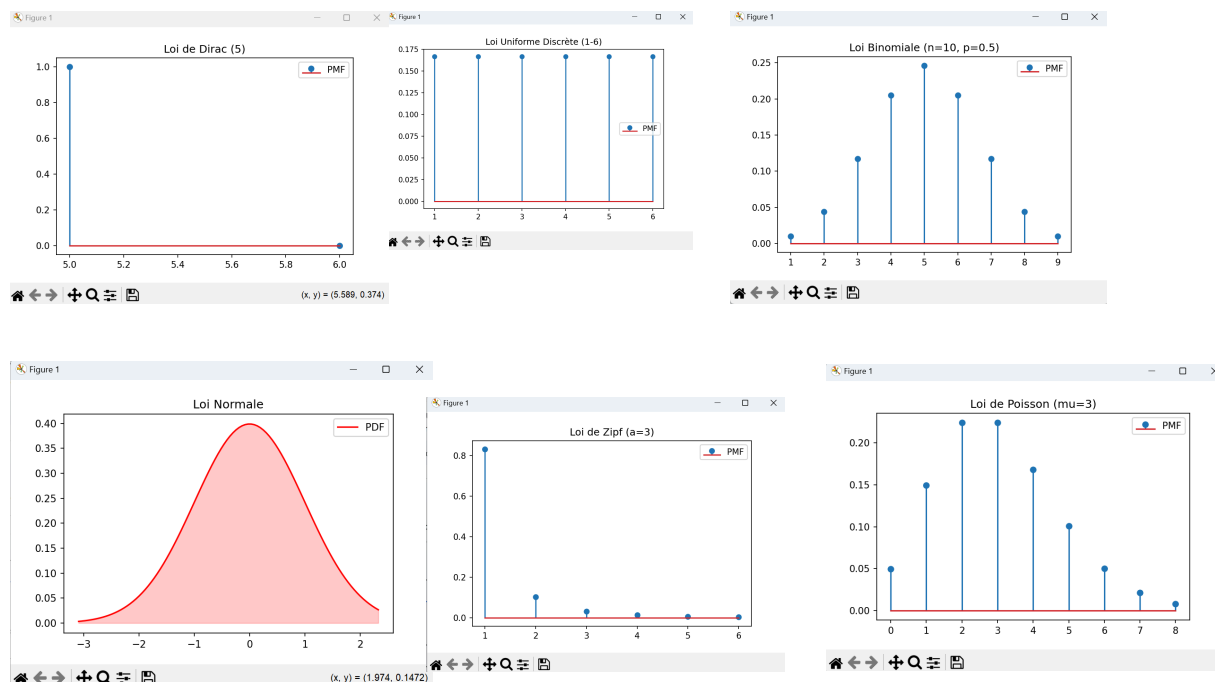 Figure 1
Loi de Dirac (5)
PMF
1.0
0.8
0.6
0.4
0.2
0.0
5.0 5.2 5.4 5.6 5.8 6.0
(x, y) = (5.589, 0.374)
Figure 1
Loi Uniforme Discrète (1-6)
PMF
0.175
0.150
0.125
0.100
0.075
0.050
0.025
0.000
1 2 3 4 5 6
Figure 1
Loi Binomiale (n=10, p=0.5)
PMF
0.25
0.20
0.15
0.10
0.05
0.00
1 2 3 4 5 6 7 8 9
Figure 1
Loi Normale
PDF
0.40
0.35
0.30
0.25
0.20
0.15
0.10
0.05
0.00
−3 −2 −1 0 1 2
(x, y) = (1.974, 0.1472)
Figure 1
Loi de Zipf (a=3)
PMF
0.8
0.6
0.4
0.2
0.0
1 2 3 4 5 6
Figure 1
Loi de Poisson (mu=3)
PMF
0.20
0.15
0.10
0.05
0.00
0 1 2 3 4 5 6 7 8